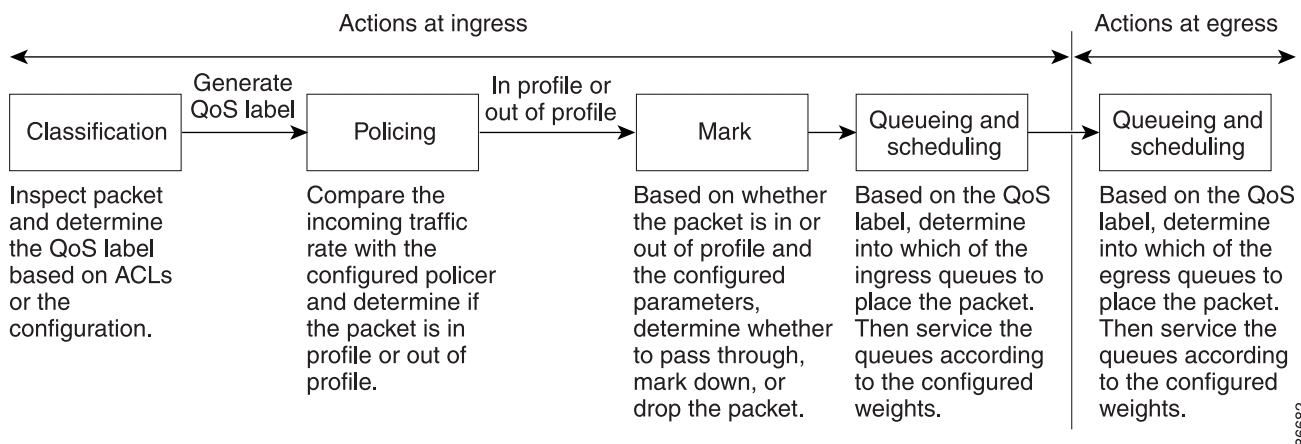 Actions at ingress
Actions at egress
Generate
QoS label
In profile or
out of profile
Classification
Policing
Mark
Queueing and
scheduling
Queueing and
scheduling
Inspect packet
and determine
the QoS label
based on ACLs
or the
configuration.
Compare the
incoming traffic
rate with the
configured policer
and determine if
the packet is in
profile or out of
profile.
Based on whether
the packet is in or
out of profile and
the configured
parameters,
determine whether
to pass through,
mark down, or
drop the packet.
Based on the QoS
label, determine
into which of the
ingress queues to
place the packet.
Then service the
queues according
to the configured
weights.
Based on the QoS
label, determine
into which of the
egress queues to
place the packet.
Then service the
queues according
to the configured
weights.